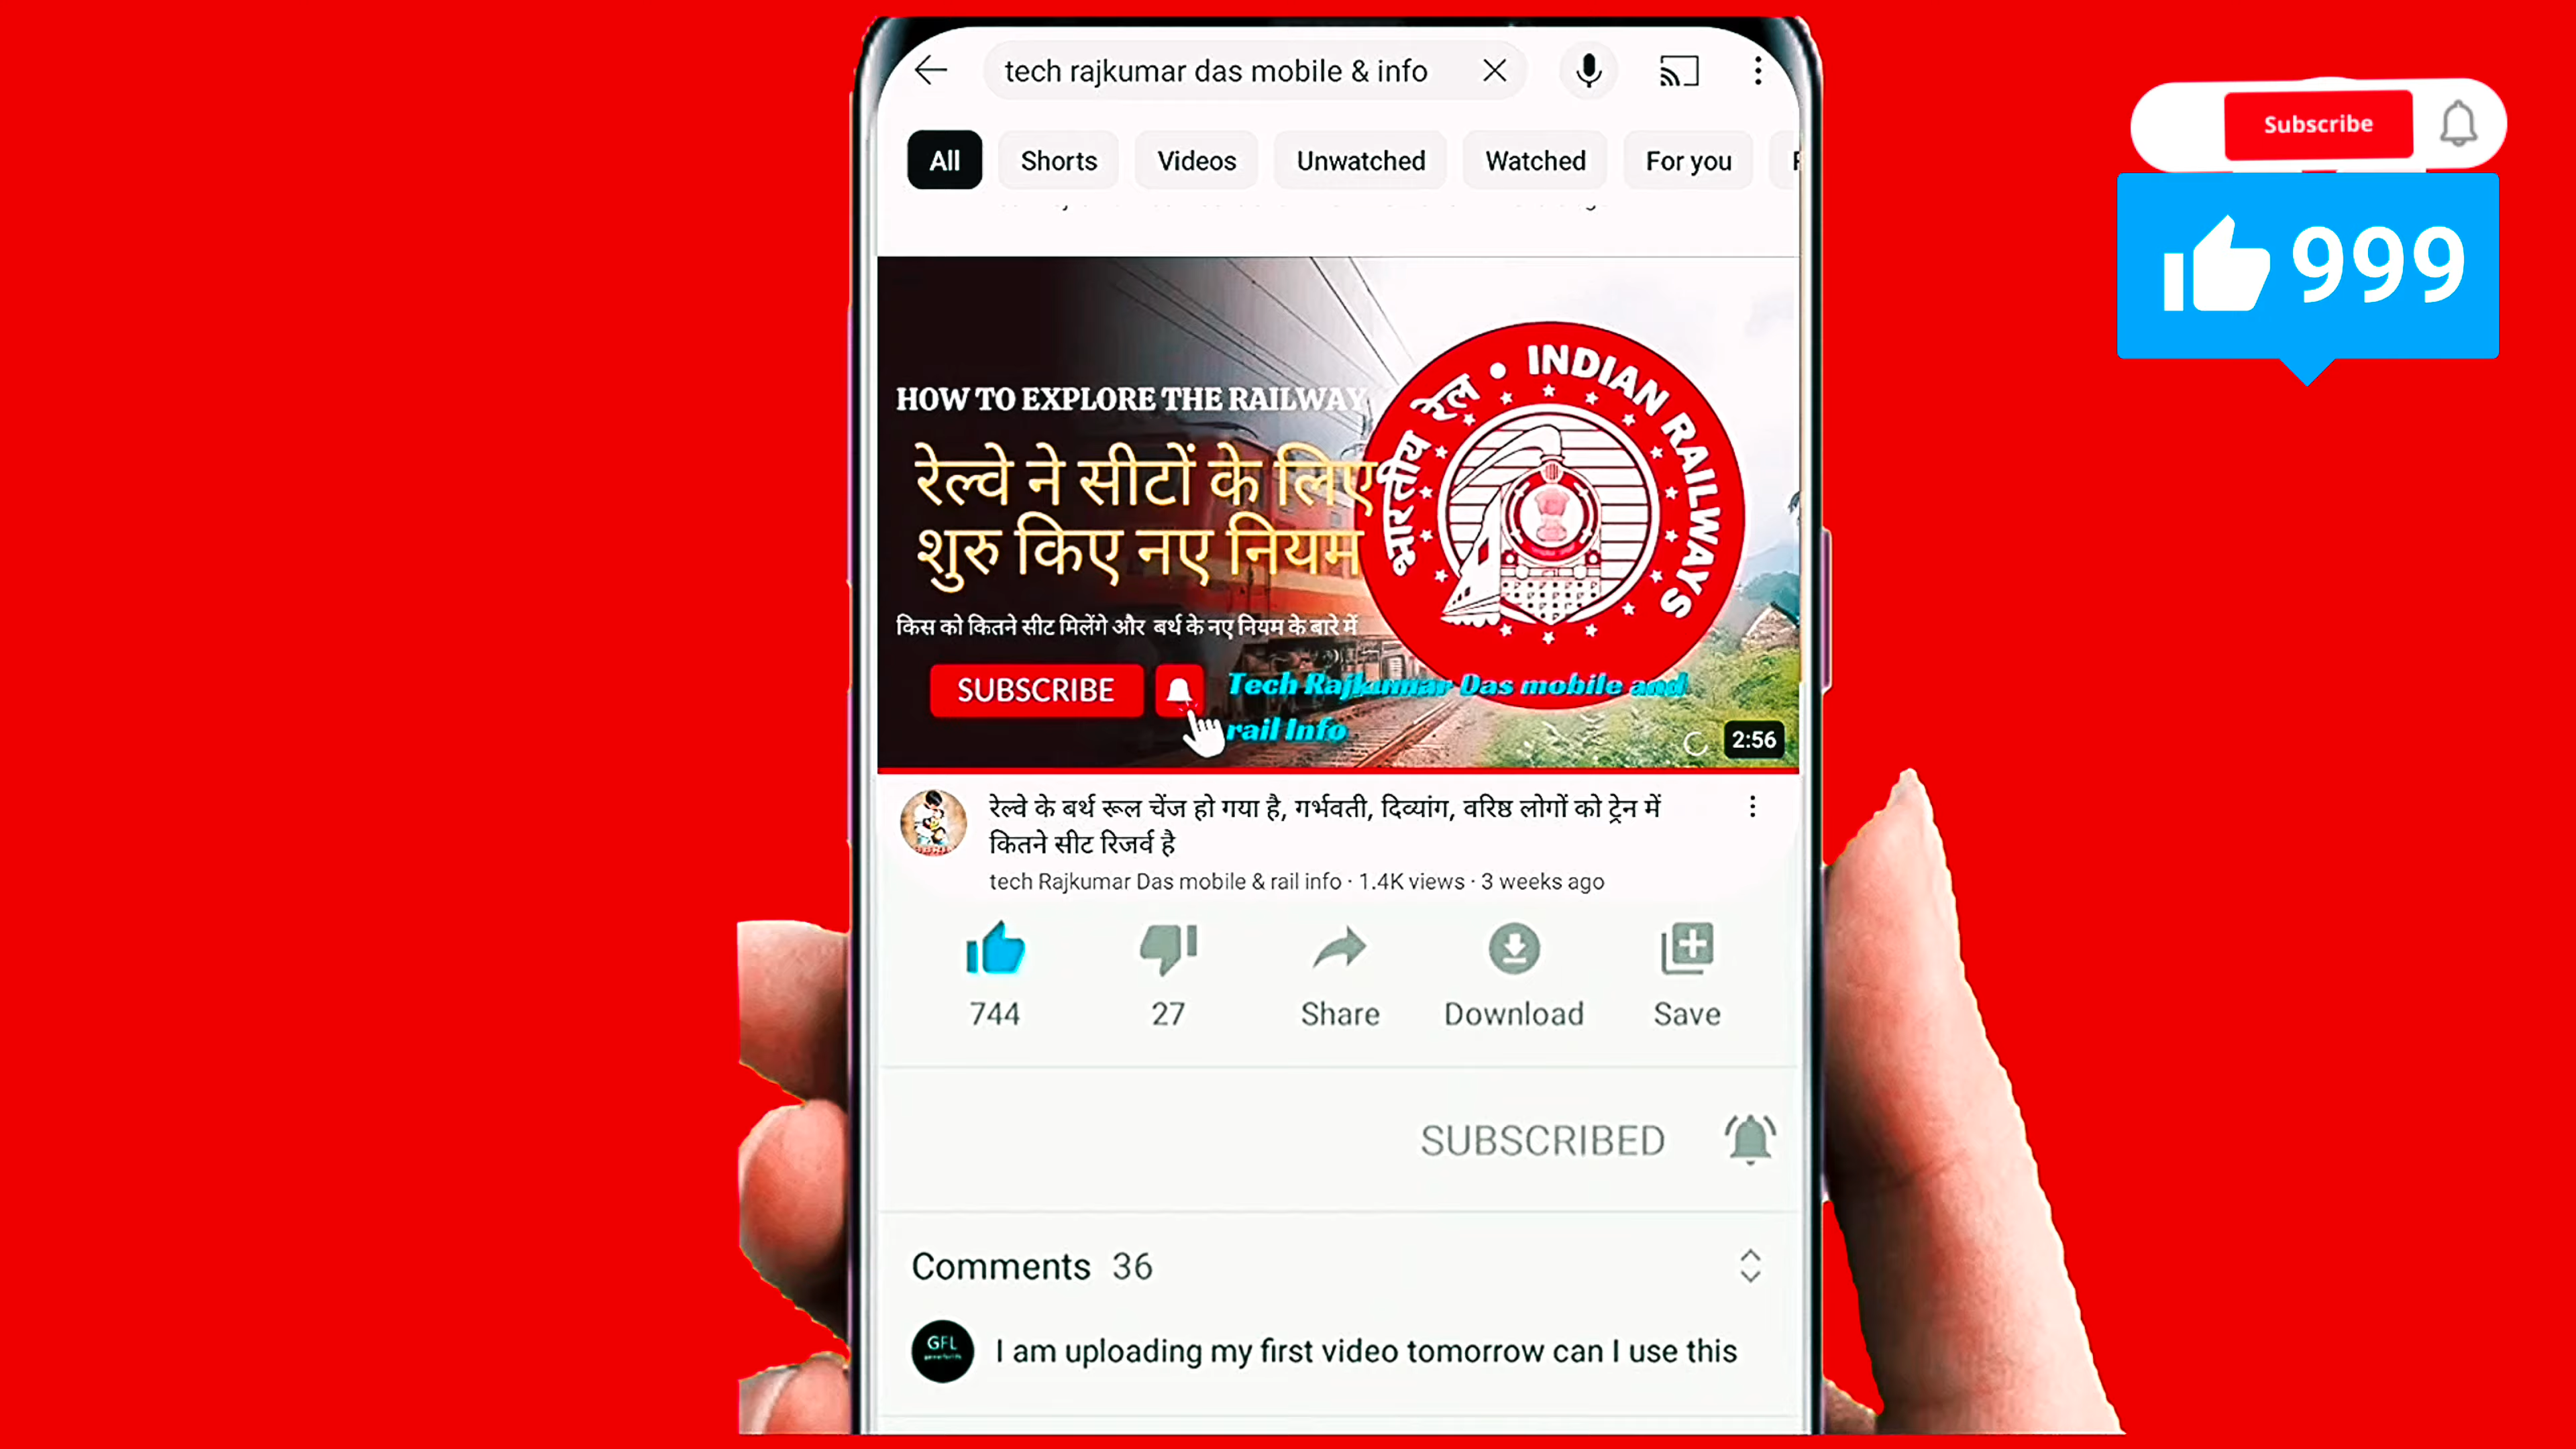 tech rajkumar das mobile & info
All
Shorts
Videos
Unwatched
Watched
For you
Subscribe
999
HOW TO EXPLORE THE RAILWAY
रेल्वे ने सीटों के लिए
शुरु किए नए नियम
किस को कितने सीट मिलेंगे और बर्थ के नए नियम के बारे में
भारतीय रेल • INDIAN RAILWAYS
SUBSCRIBE
Tech Rajkumar Das mobile and
rail Info
2:56
रेल्वे के बर्थ रूल चेंज हो गया है, गर्भवती, दिव्यांग, वरिष्ठ लोगों को ट्रेन में
कितने सीट रिजर्व है
tech Rajkumar Das mobile & rail info · 1.4K views · 3 weeks ago
744
27
Share
Download
Save
SUBSCRIBED
Comments 36
GFL
I am uploading my first video tomorrow can I use this